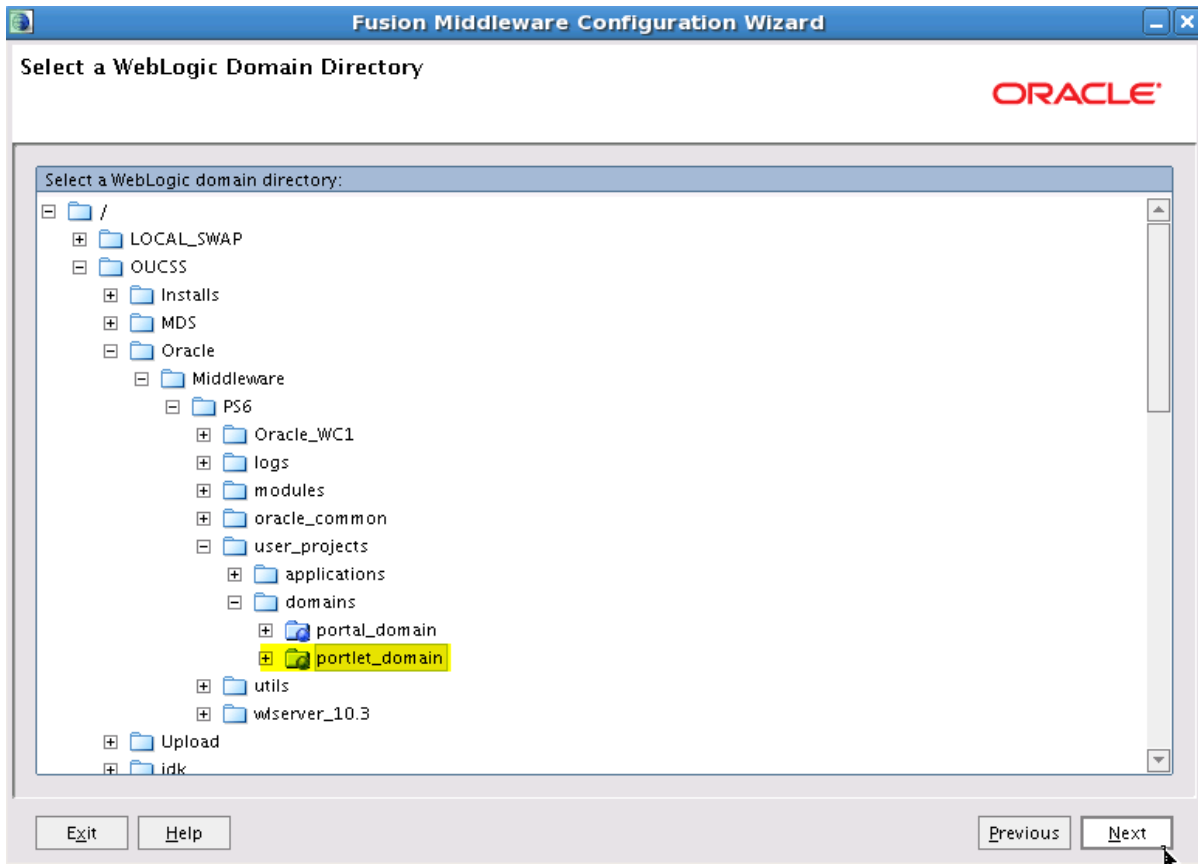 Fusion Middleware Configuration Wizard
Select a WebLogic Domain Directory
ORACLE
Select a WebLogic domain directory:
/
LOCAL_SWAP
OUCSS
Installs
MDS
Oracle
Middleware
PS6
Oracle_WC1
logs
modules
oracle_common
user_projects
applications
domains
portal_domain
portlet_domain
utils
wlserver_10.3
Upload
Exit Help Previous Next